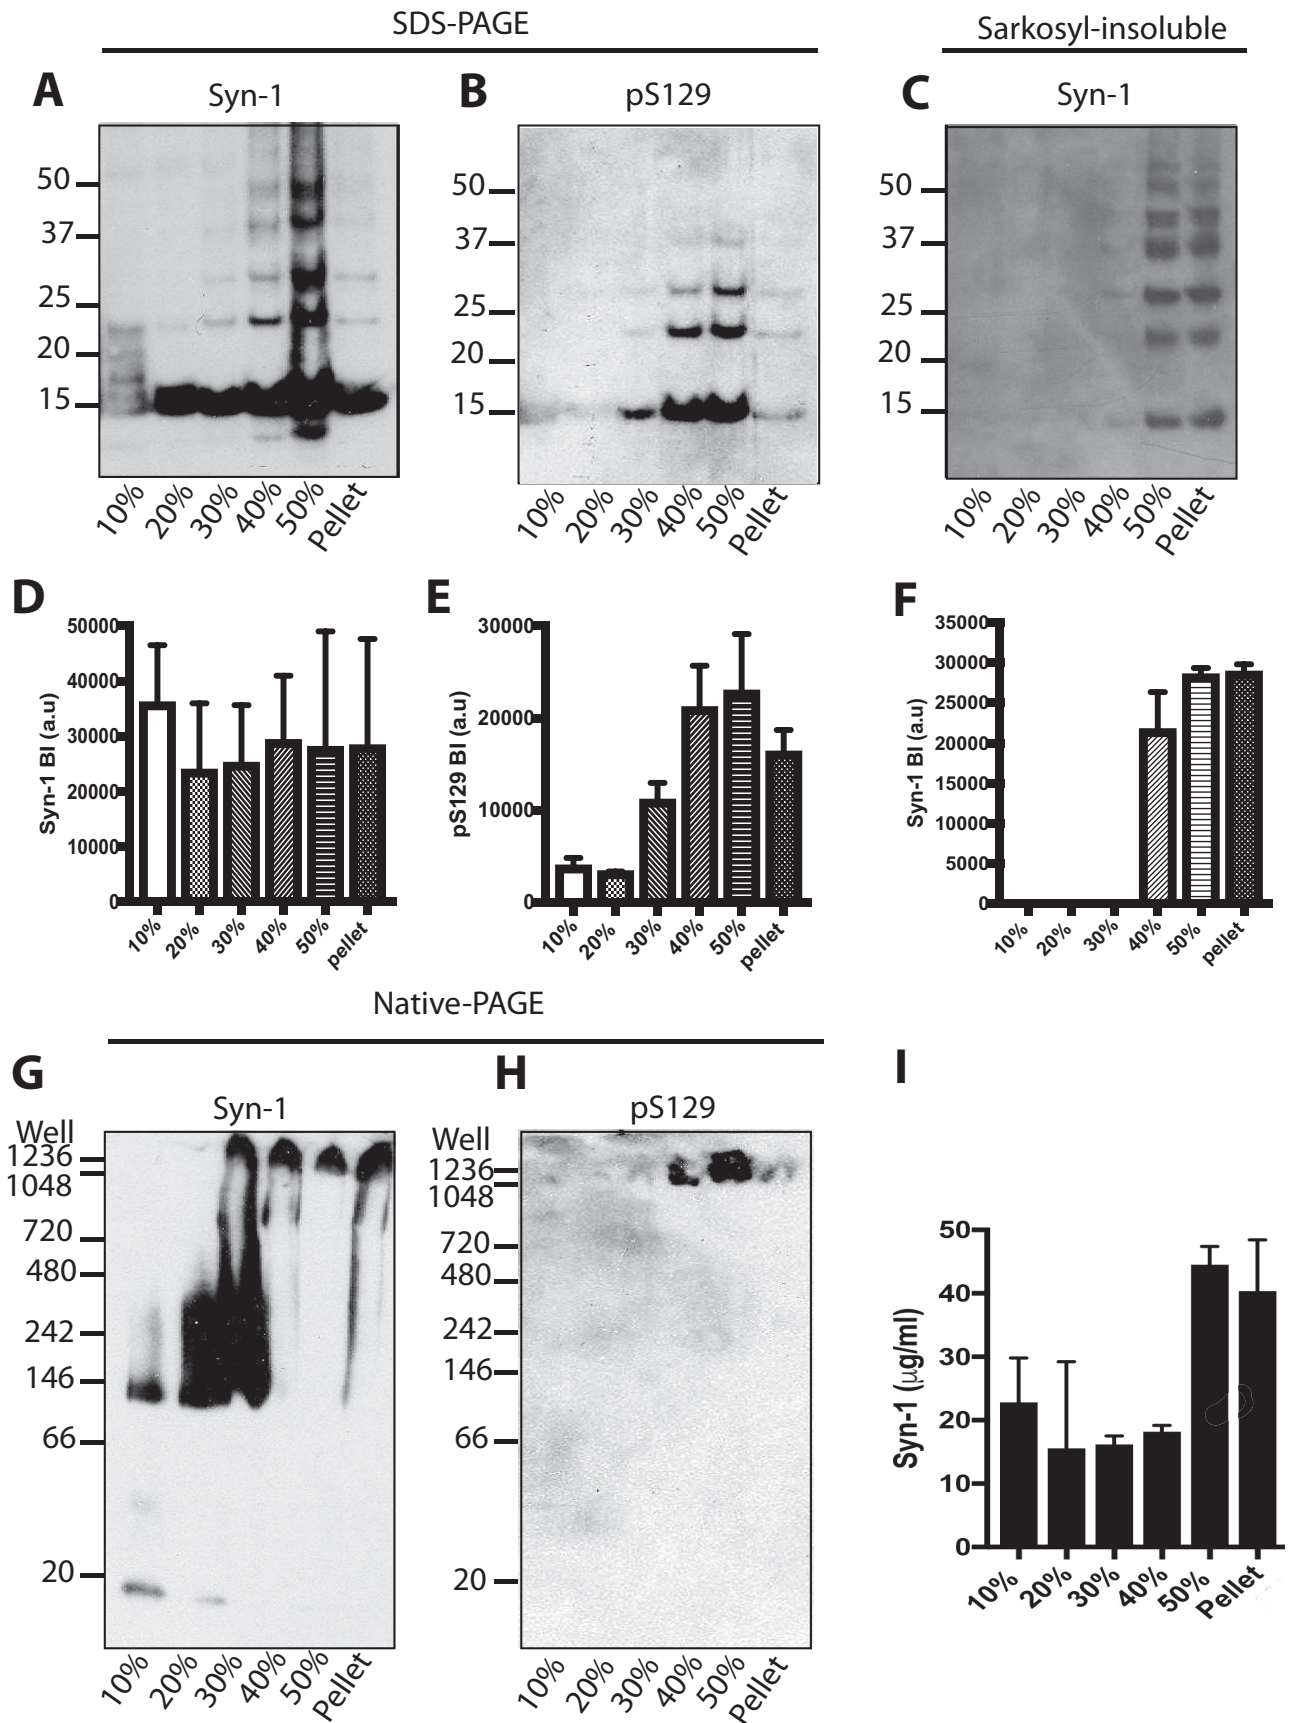 SDS-PAGE
Sarkosyl-insoluble
A
Syn-1
50
37
25
20
15
10% 20% 30% 40% 50% Pellet
B
pS129
50
37
25
20
15
10% 20% 30% 40% 50% Pellet
C
Syn-1
50
37
25
20
15
10% 20% 30% 40% 50% Pellet
D
Syn-1 BI (a.u)
50000
40000
30000
20000
10000
0
10% 20% 30% 40% 50% pellet
E
pS129 BI (a.u)
30000
20000
10000
0
10% 20% 30% 40% 50% pellet
F
Syn-1 BI (a.u)
35000
30000
25000
20000
15000
10000
5000
0
10% 20% 30% 40% 50% pellet
Native-PAGE
G
Syn-1
Well
1236
1048
720
480
242
146
66
20
10% 20% 30% 40% 50% Pellet
H
pS129
Well
1236
1048
720
480
242
146
66
20
10% 20% 30% 40% 50% Pellet
I
Syn-1 (µg/ml)
50
40
30
20
10
0
10% 20% 30% 40% 50% Pellet